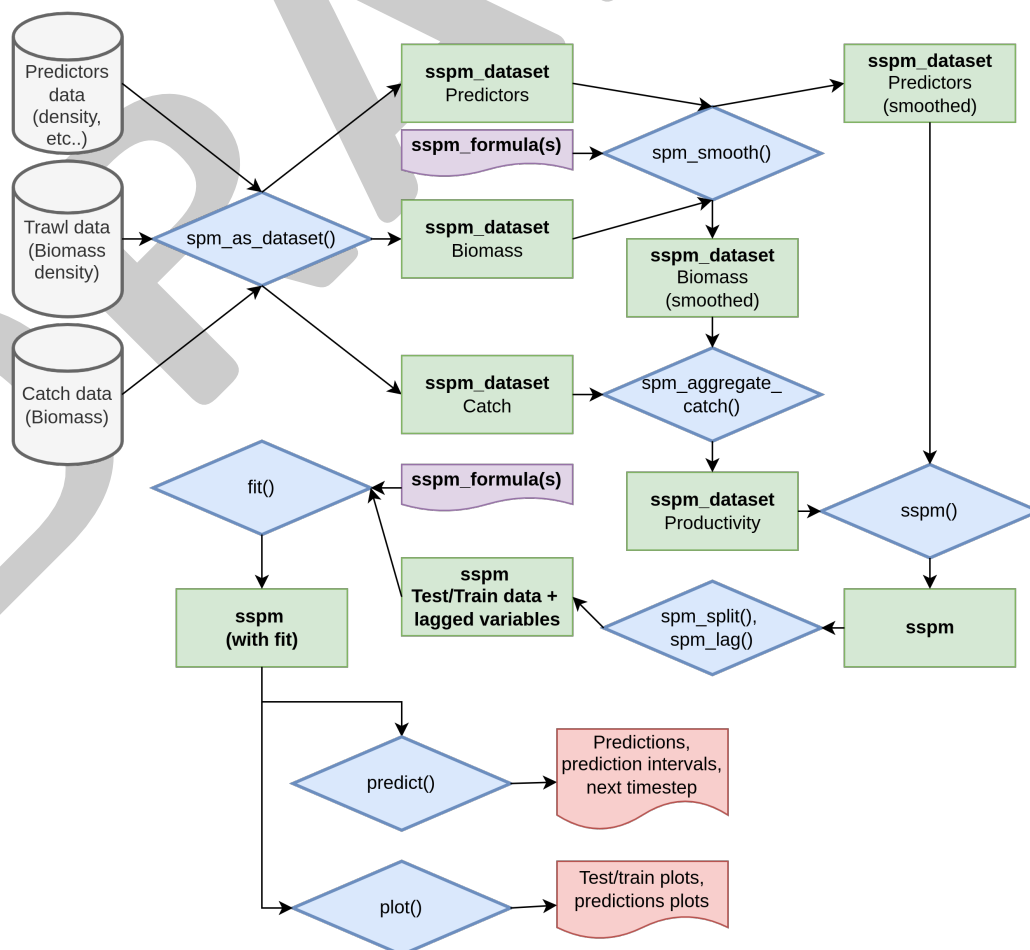 Predictors
data
(density,
etc..)
sspm_dataset
Predictors
sspm_dataset
Predictors
(smoothed)
sspm_formula(s)
spm_smooth()
Trawl data
(Biomass
density)
spm_as_dataset()
sspm_dataset
Biomass
sspm_dataset
Biomass
(smoothed)
Catch data
(Biomass)
sspm_dataset
Catch
spm_aggregate_
catch()
fit()
sspm_formula(s)
sspm_dataset
Productivity
sspm()
sspm
Test/Train data +
lagged variables
spm_split(),
spm_lag()
sspm
sspm
(with fit)
predict()
Predictions,
prediction intervals,
next timestep
plot()
Test/train plots,
predictions plots